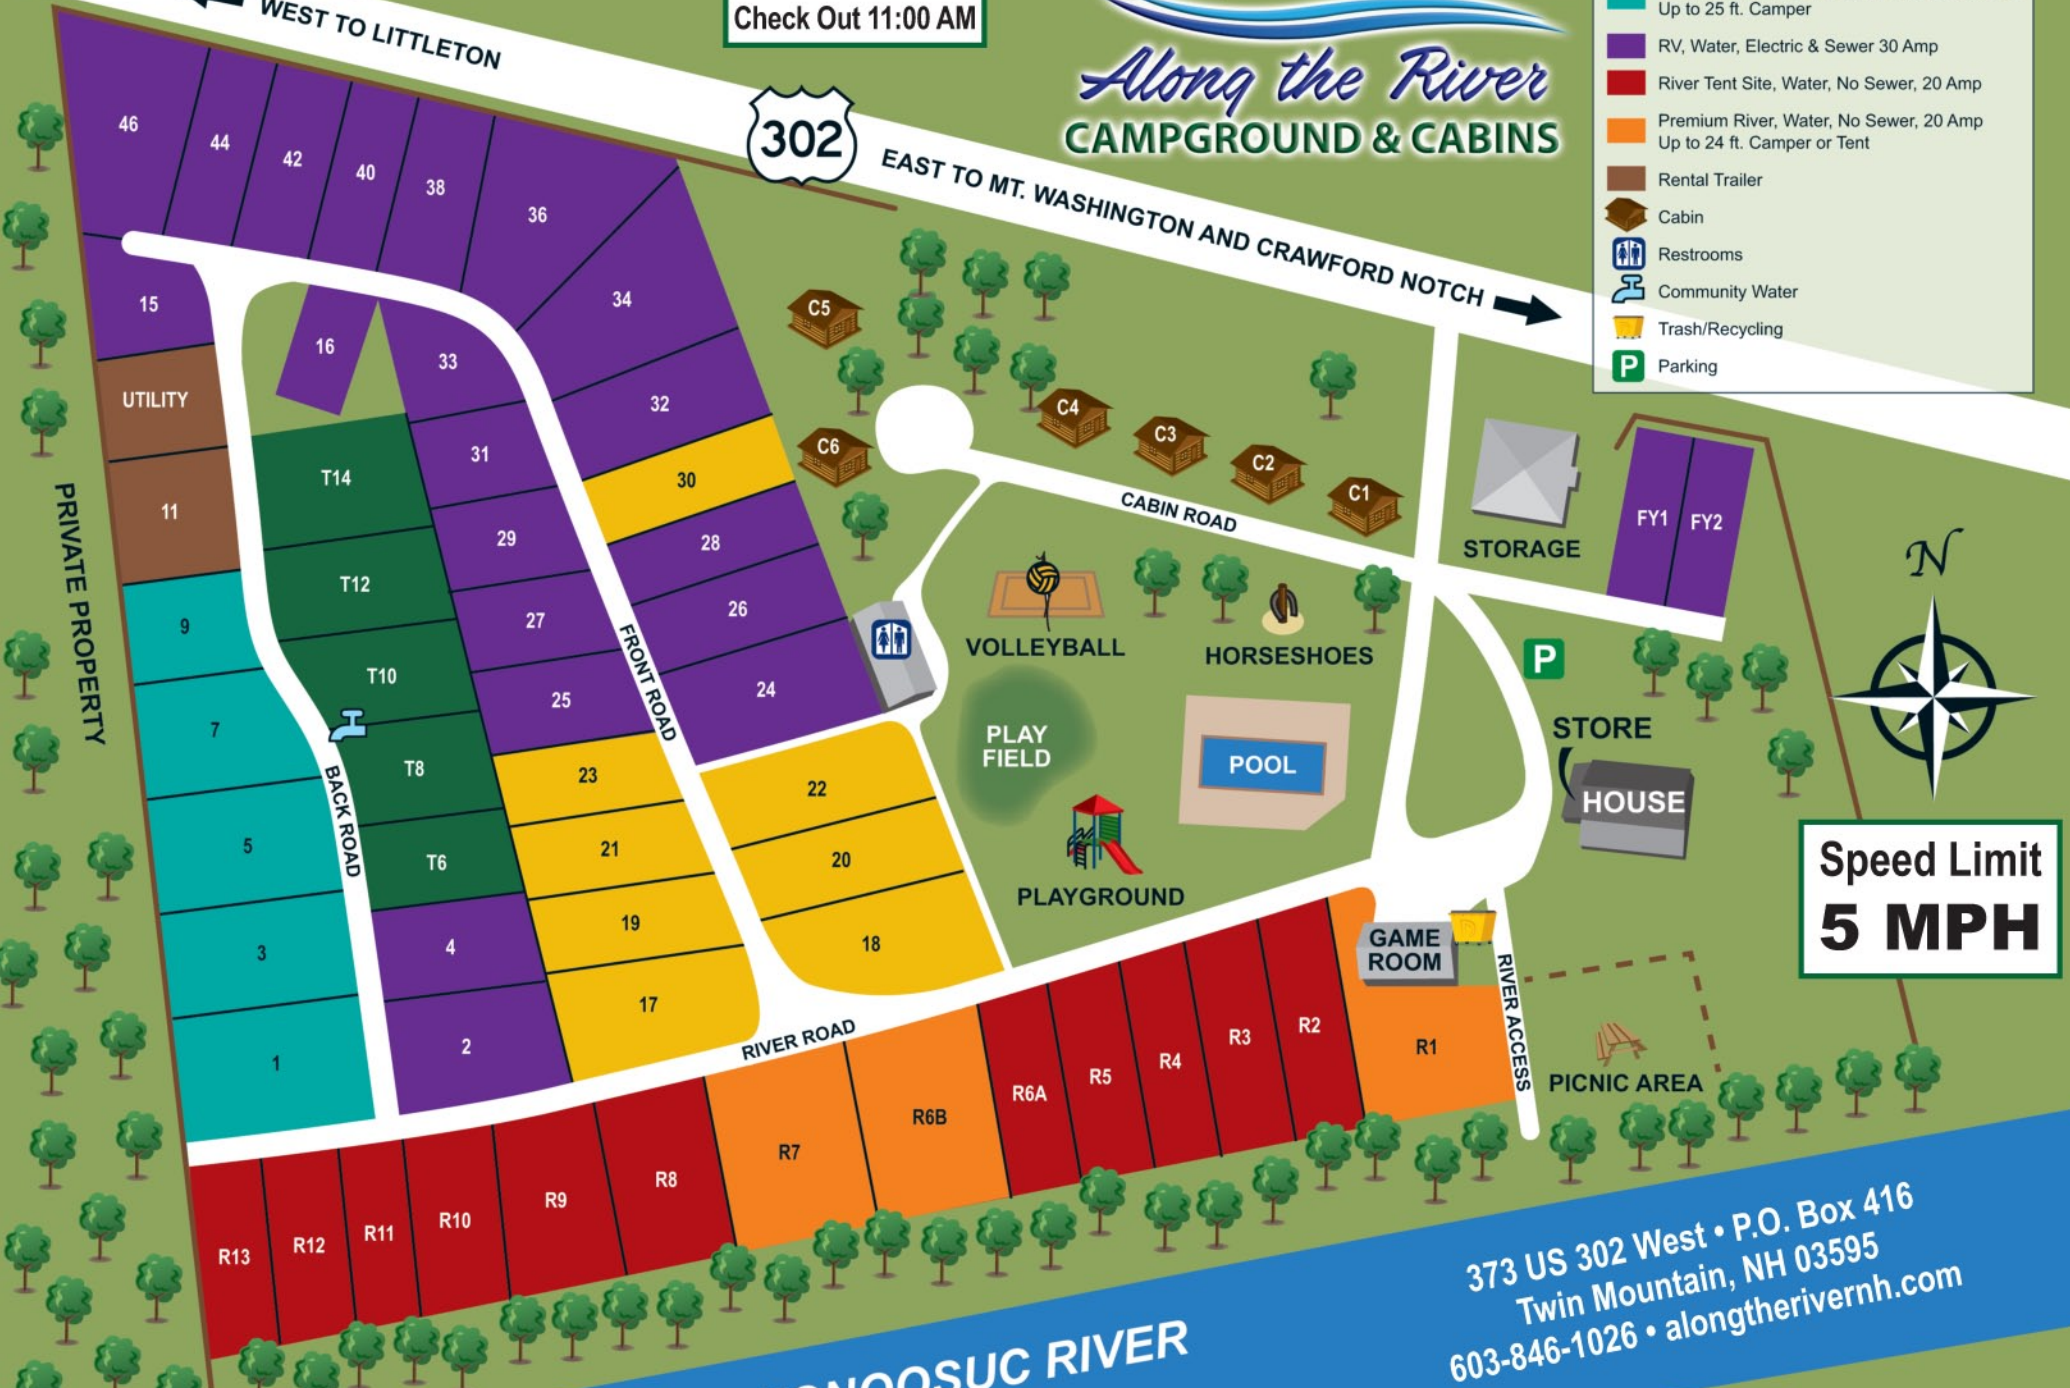 WEST TO LITTLETON
Check Out 11:00 AM
Along the River
CAMPGROUND & CABINS
302
EAST TO MT. WASHINGTON AND CRAWFORD NOTCH
Up to 25 ft. Camper
RV, Water, Electric & Sewer 30 Amp
River Tent Site, Water, No Sewer, 20 Amp
Premium River, Water, No Sewer, 20 Amp
Up to 24 ft. Camper or Tent
Rental Trailer
Cabin
Restrooms
Community Water
Trash/Recycling
P
Parking
46
44
42
40
38
36
34
32
30
28
26
24
15
16
33
31
29
27
25
UTILITY
11
9
7
5
3
1
T14
T12
T10
T8
T6
4
2
23
21
19
17
22
20
18
PRIVATE PROPERTY
BACK ROAD
FRONT ROAD
RIVER ROAD
CABIN ROAD
RIVER ACCESS
C5
C6
C4
C3
C2
C1
STORAGE
FY1
FY2
N
VOLLEYBALL
HORSESHOES
P
PLAY
FIELD
POOL
PLAYGROUND
STORE
HOUSE
Speed Limit
5 MPH
GAME
ROOM
PICNIC AREA
R13
R12
R11
R10
R9
R8
R7
R6B
R6A
R5
R4
R3
R2
R1
RIVER
373 US 302 West • P.O. Box 416
Twin Mountain, NH 03595
603-846-1026 • alongtherivernh.com